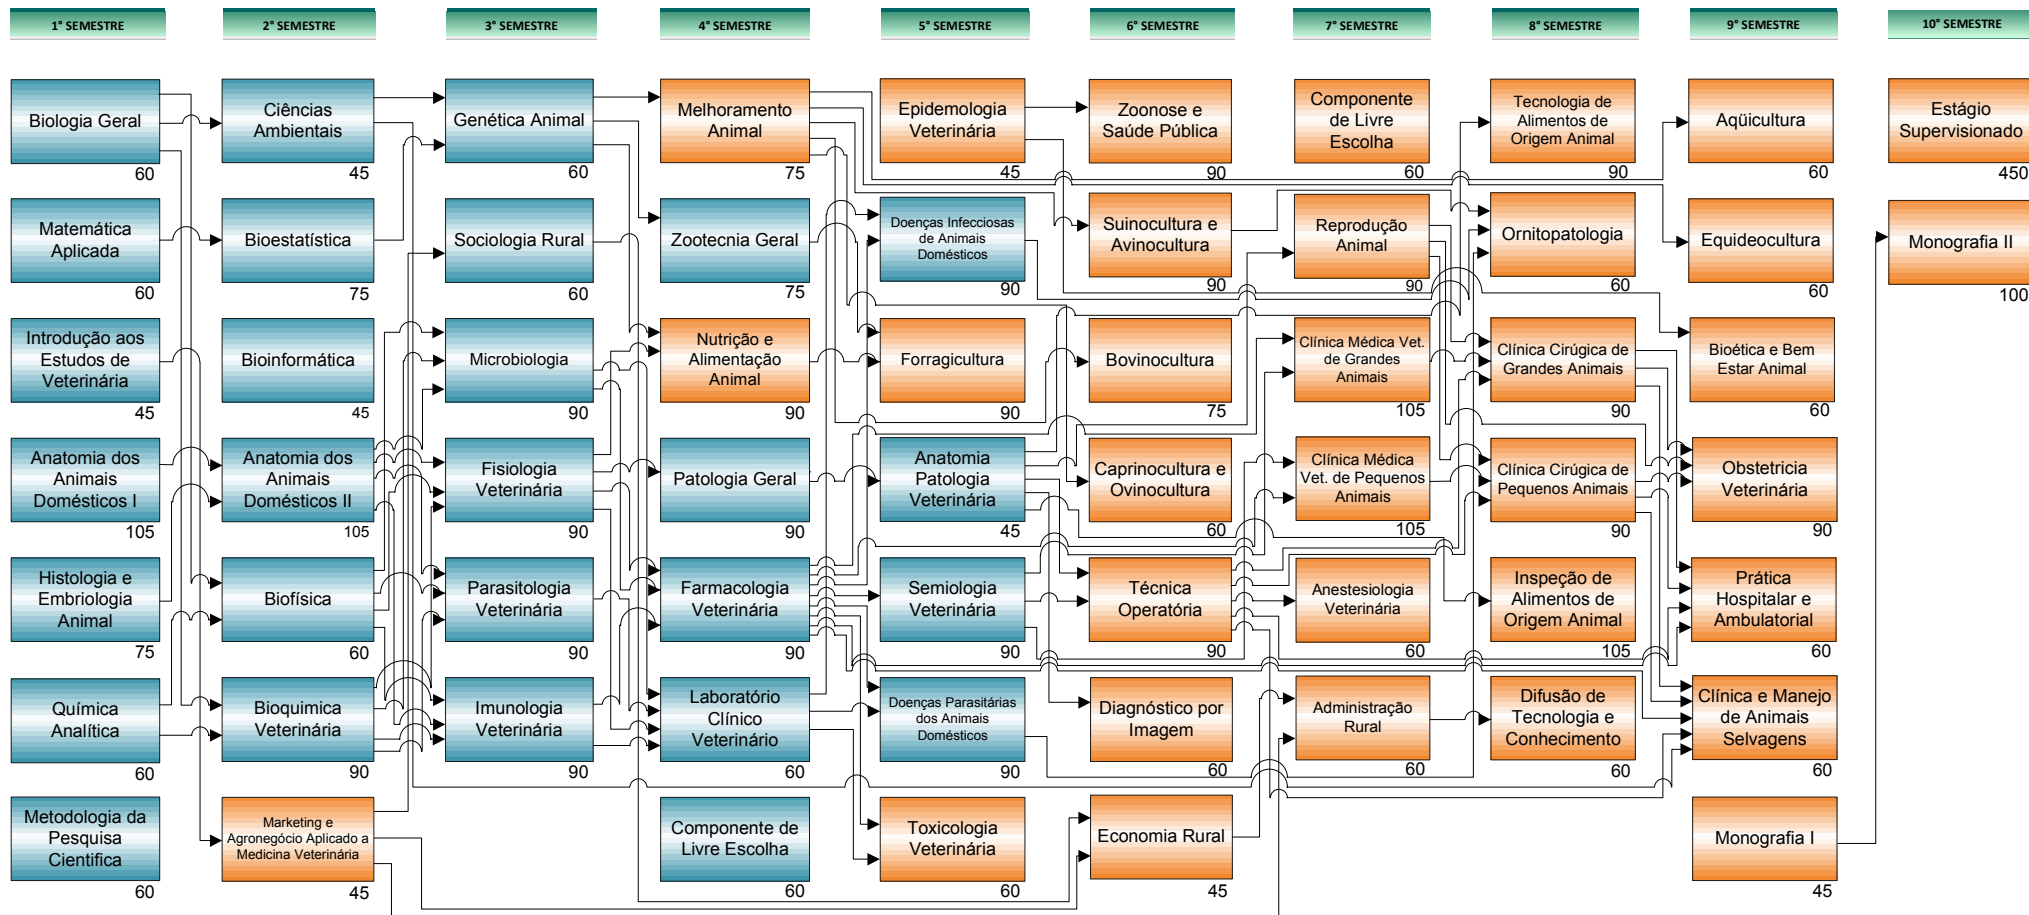 1° SEMESTRE
2° SEMESTRE
3° SEMESTRE
4° SEMESTRE
5° SEMESTRE
6° SEMESTRE
7° SEMESTRE
8° SEMESTRE
9° SEMESTRE
10° SEMESTRE
Biologia Geral
60
Ciências
Ambientais
45
Genética Animal
60
Melhoramento
Animal
75
Epidemologia
Veterinária
45
Zoonose e
Saúde Pública
90
Componente
de Livre
Escolha
60
Tecnologia de
Alimentos de
Origem Animal
90
Aqüicultura
60
Estágio
Supervisionado
450
Matemática
Aplicada
60
Bioestatística
75
Sociologia Rural
60
Zootecnia Geral
75
Doenças Infecciosas
de Animais
Domésticos
90
Suinocultura e
Avinocultura
90
Reprodução
Animal
90
Ornitopatologia
60
Equideocultura
60
Monografia II
100
Introdução aos
Estudos de
Veterinária
45
Bioinformática
45
Microbiologia
90
Nutrição e
Alimentação
Animal
90
Forragicultura
90
Bovinocultura
75
Clínica Médica Vet.
de Grandes
Animais
105
Clínica Cirúgica de
Grandes Animais
90
Bioética e Bem
Estar Animal
60
Anatomia dos
Animais
Domésticos I
105
Anatomia dos
Animais
Domésticos II
105
Fisiologia
Veterinária
90
Patologia Geral
90
Anatomia
Patologia
Veterinária
45
Caprinocultura e
Ovinocultura
60
Clínica Médica
Vet. de Pequenos
Animais
105
Clínica Cirúgica de
Pequenos Animais
90
Obstetricia
Veterinária
90
Histologia e
Embriologia
Animal
75
Biofísica
60
Parasitologia
Veterinária
90
Farmacologia
Veterinária
90
Semiologia
Veterinária
90
Técnica
Operatória
90
Anestesiologia
Veterinária
60
Inspeção de
Alimentos de
Origem Animal
105
Prática
Hospitalar e
Ambulatorial
60
Química
Analítica
60
Bioquimica
Veterinária
90
Imunologia
Veterinária
90
Laboratório
Clínico
Veterinário
60
Doenças Parasitárias
dos Animais
Domésticos
90
Diagnóstico por
Imagem
60
Administração
Rural
60
Difusão de
Tecnologia e
Conhecimento
60
Clínica e Manejo
de Animais
Selvagens
60
Metodologia da
Pesquisa
Cientifica
60
Marketing e
Agronegócio Aplicado a
Medicina Veterinária
45
Componente de
Livre Escolha
60
Toxicologia
Veterinária
60
Economia Rural
45
Monografia I
45